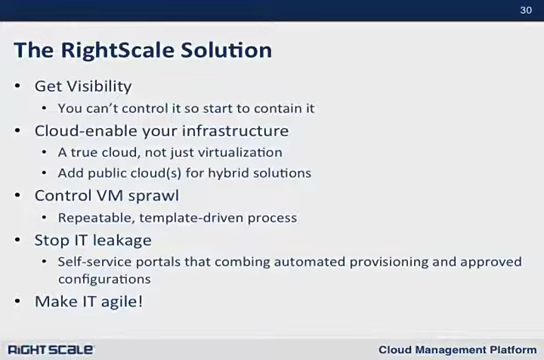 30
The RightScale Solution
• Get Visibility
• You can't control it so start to contain it
• Cloud-enable your infrastructure
• A true cloud, not just virtualization
• Add public cloud(s) for hybrid solutions
• Control VM sprawl
• Repeatable, template-driven process
• Stop IT leakage
• Self-service portals that combing automated provisioning and approved
configurations
• Make IT agile!
RIGHTSCALE
Cloud Management Platform